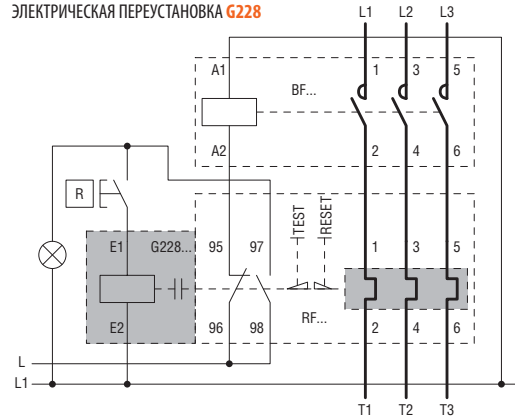 ЭЛЕКТРИЧЕСКАЯ ПЕРЕУСТАНОВКА G228
L1 L2 L3
A1 1 3 5
BF...
A2 2 4 6
R
TEST RESET
E1 G228... 95 97 1 3 5
E2 96 98 RF... 2 4 6
L
L1
T1 T2 T3